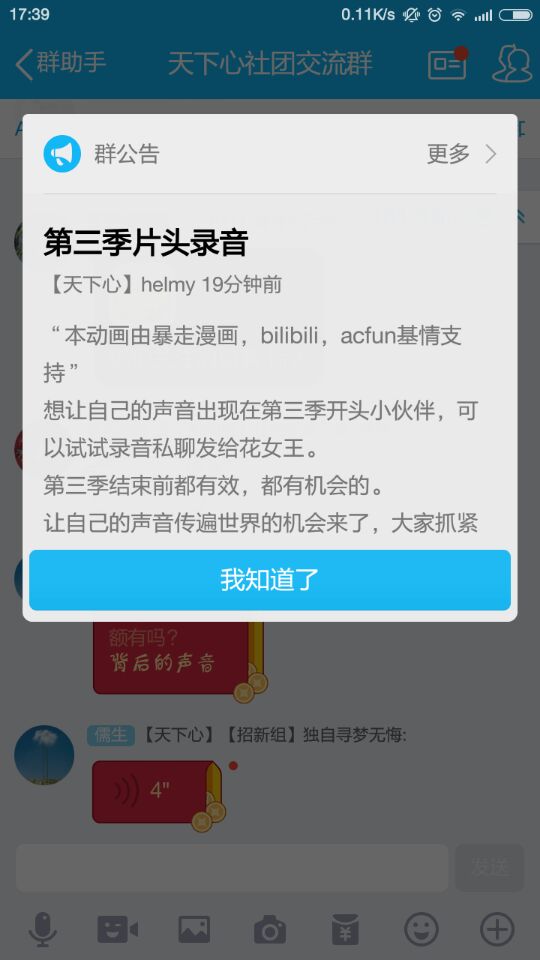 17:39
0.11K/s
群助手
天下心社团交流群
群公告
更多
第三季片头录音
【天下心】helmy 19分钟前
“本动画由暴走漫画，bilibili，acfun基情支
持”
想让自己的声音出现在第三季开头小伙伴，可
以试试录音私聊发给花女王。
第三季结束前都有效，都有机会的。
让自己的声音传遍世界的机会来了，大家抓紧
我知道了
额有吗？
背后的声音
儒生 【天下心】【招新组】独自寻梦无悔:
4"
发送